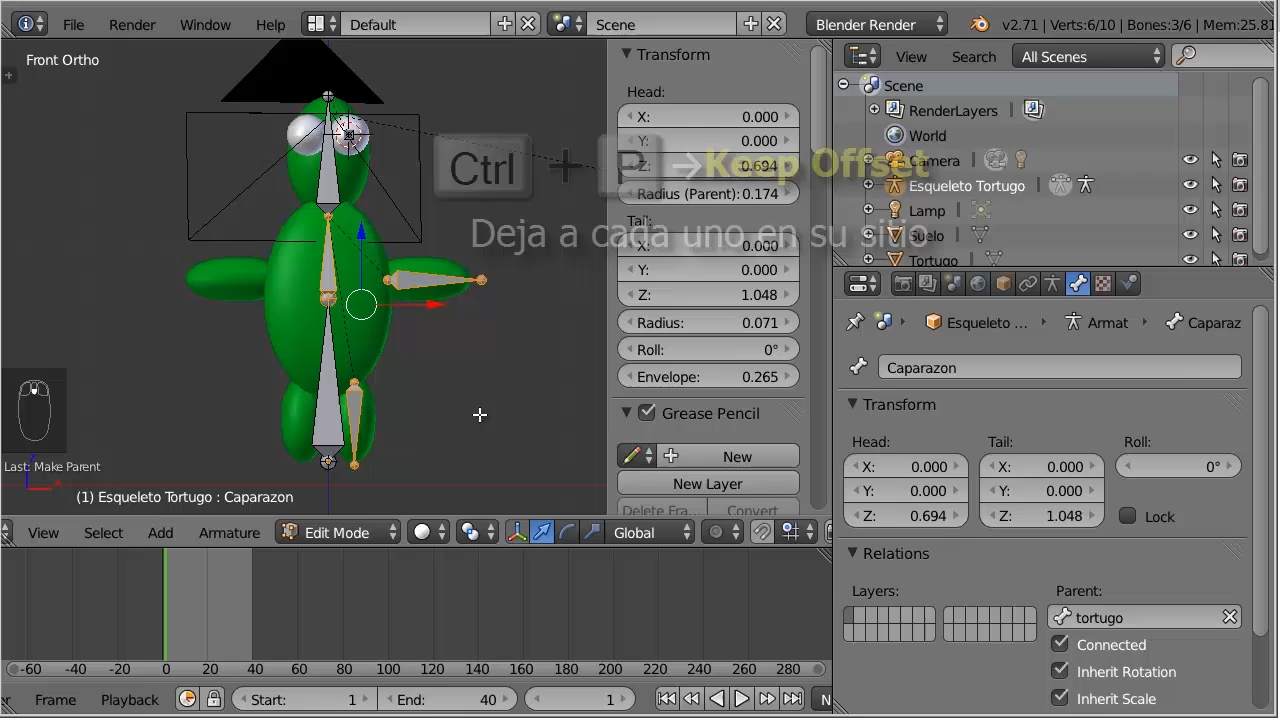 File Render Window Help Default Scene Blender Render v2.71 | Verts:6/10 | Bones:3/6 | Mem:25.81
Front Ortho
Transform
Head:
X: 0.000
Y: 0.000
Z: 0.694
Radius (Parent): 0.174
Tail:
X: 0.000
Y: 0.000
Z: 1.048
Radius: 0.071
Roll: 0°
Envelope: 0.265
Grease Pencil
New
New Layer
Delete Fra... Convert
Ctrl + P → Keep Offset
Deja a cada uno en su sitio
Last: Make Parent
z
x
(1) Esqueleto Tortugo : Caparazon
View Select Add Armature Edit Mode Global
-60 -40 -20 0 20 40 60 80 100 120 140 160 180 200 220 240 260 280
Frame Playback Start: 1 End: 40 1 N
View Search All Scenes
Scene
RenderLayers
World
Camera
Esqueleto Tortugo
Lamp
Suelo
Tortugo
Esqueleto ... Armat Caparaz
Caparazon
Transform
Head: Tail: Roll:
X: 0.000 X: 0.000 0°
Y: 0.000 Y: 0.000
Z: 0.694 Z: 1.048 Lock
Relations
Layers: Parent:
tortugo
Connected
Inherit Rotation
Inherit Scale